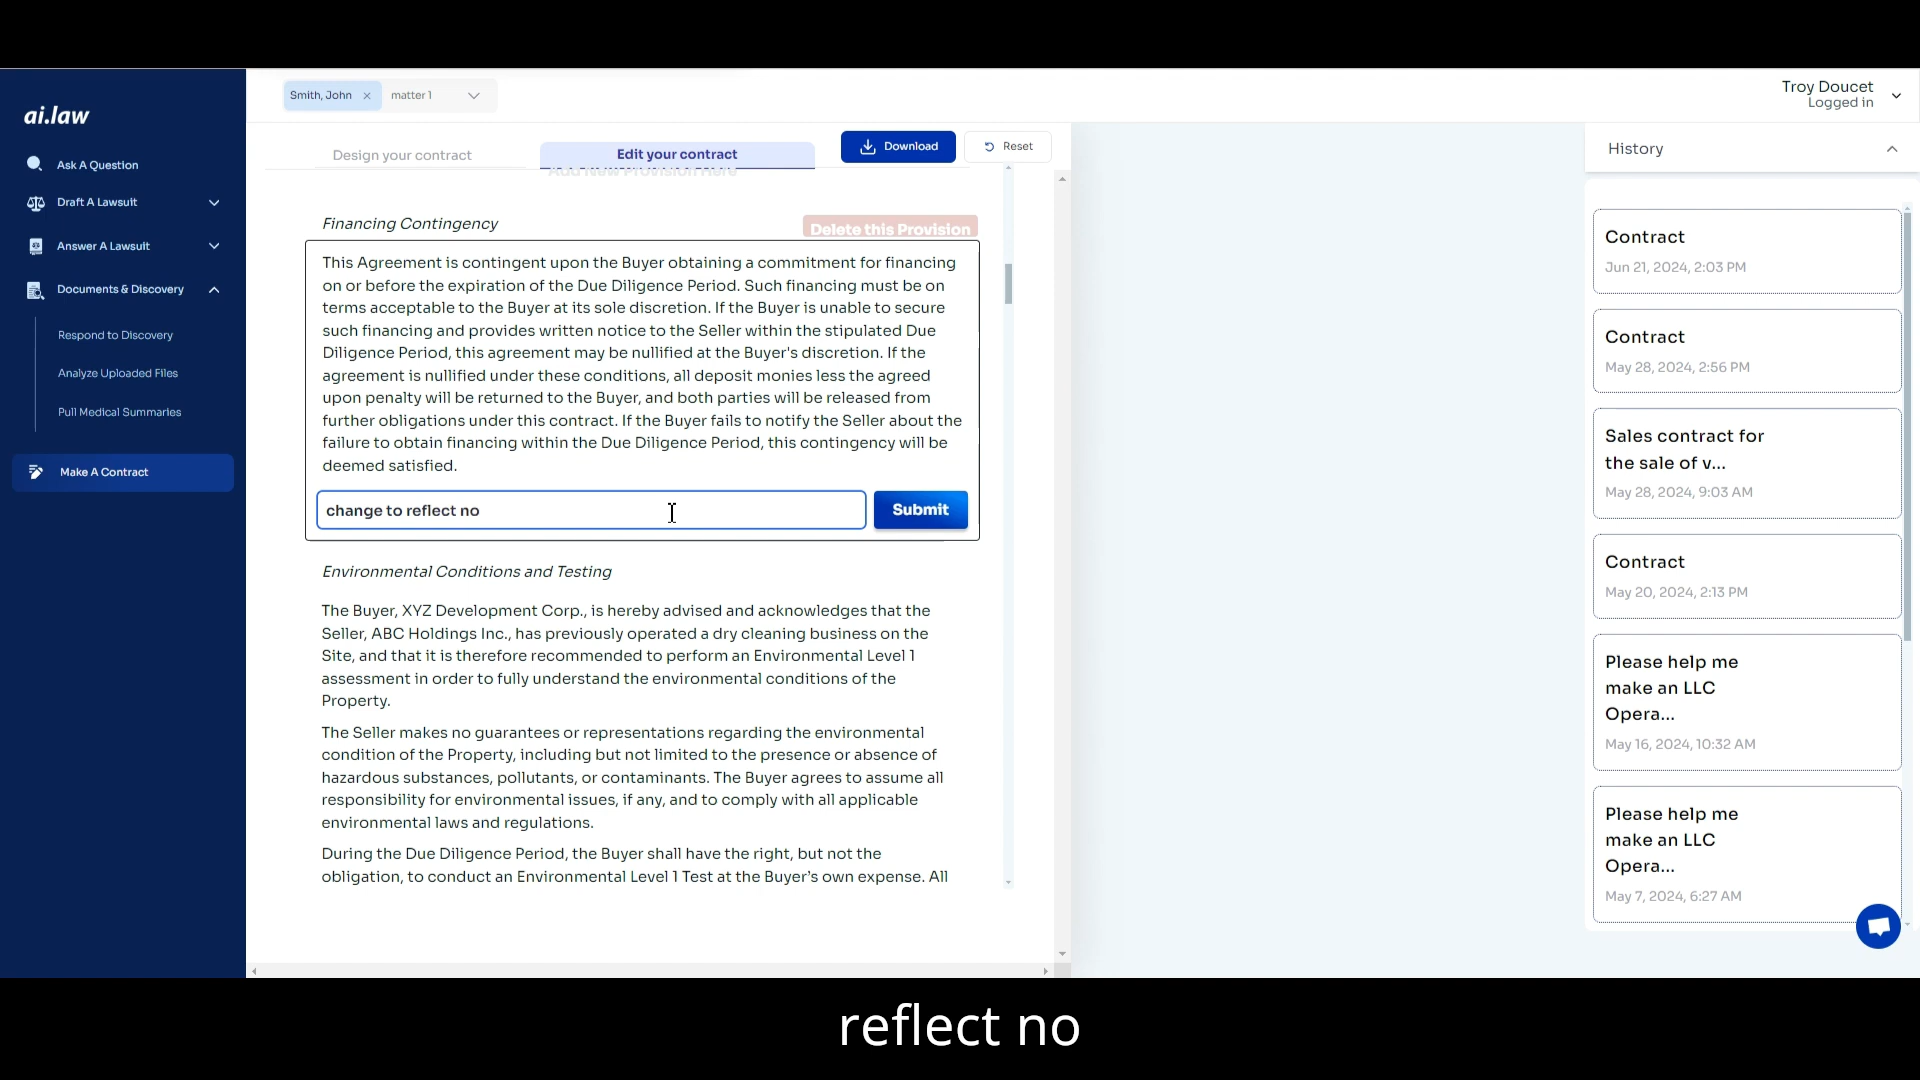 Smith, John
matter 1
Troy Doucet
Logged in
ai.law
Ask A Question
Draft A Lawsuit
Answer A Lawsuit
Documents & Discovery
Respond to Discovery
Analyze Uploaded Files
Pull Medical Summaries
Make A Contract
Design your contract
Edit your contract
Download
Reset
Add New Provision Here
Financing Contingency
Delete this Provision
This Agreement is contingent upon the Buyer obtaining a commitment for financing
on or before the expiration of the Due Diligence Period. Such financing must be on
terms acceptable to the Buyer at its sole discretion. If the Buyer is unable to secure
such financing and provides written notice to the Seller within the stipulated Due
Diligence Period, this agreement may be nullified at the Buyer's discretion. If the
agreement is nullified under these conditions, all deposit monies less the agreed
upon penalty will be returned to the Buyer, and both parties will be released from
further obligations under this contract. If the Buyer fails to notify the Seller about the
failure to obtain financing within the Due Diligence Period, this contingency will be
deemed satisfied.
change to reflect no
Submit
Environmental Conditions and Testing
The Buyer, XYZ Development Corp., is hereby advised and acknowledges that the
Seller, ABC Holdings Inc., has previously operated a dry cleaning business on the
Site, and that it is therefore recommended to perform an Environmental Level 1
assessment in order to fully understand the environmental conditions of the
Property.
The Seller makes no guarantees or representations regarding the environmental
condition of the Property, including but not limited to the presence or absence of
hazardous substances, pollutants, or contaminants. The Buyer agrees to assume all
responsibility for environmental issues, if any, and to comply with all applicable
environmental laws and regulations.
During the Due Diligence Period, the Buyer shall have the right, but not the
obligation, to conduct an Environmental Level 1 Test at the Buyer’s own expense. All
History
Contract
Jun 21, 2024, 2:03 PM
Contract
May 28, 2024, 2:56 PM
Sales contract for
the sale of v...
May 28, 2024, 9:03 AM
Contract
May 20, 2024, 2:13 PM
Please help me
make an LLC
Opera...
May 16, 2024, 10:32 AM
Please help me
make an LLC
Opera...
May 7, 2024, 6:27 AM
reflect no